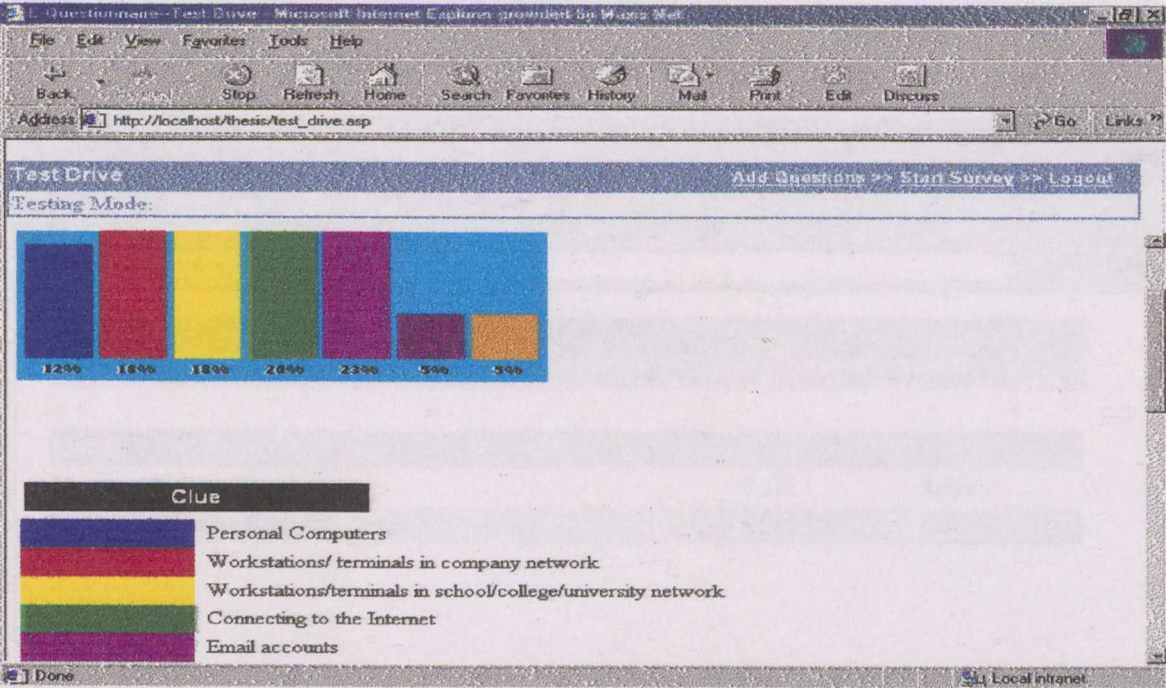 E-Questionnaire--Test Drive - Microsoft Internet Explorer provided by Maxis Net
File Edit View Favorites Tools Help
Back Stop Refresh Home Search Favorites History Mail Print Edit Discuss
Address http://localhost/thesis/test_drive.asp Go Links »
Test Drive Add Questions >> Start Survey >> Logout
Testing Mode:
12% 18% 18% 20% 23% 5% 5%
Clue
Personal Computers
Workstations/ terminals in company network
Workstations/terminals in school/college/university network
Connecting to the Internet
Email accounts
Done Local intranet